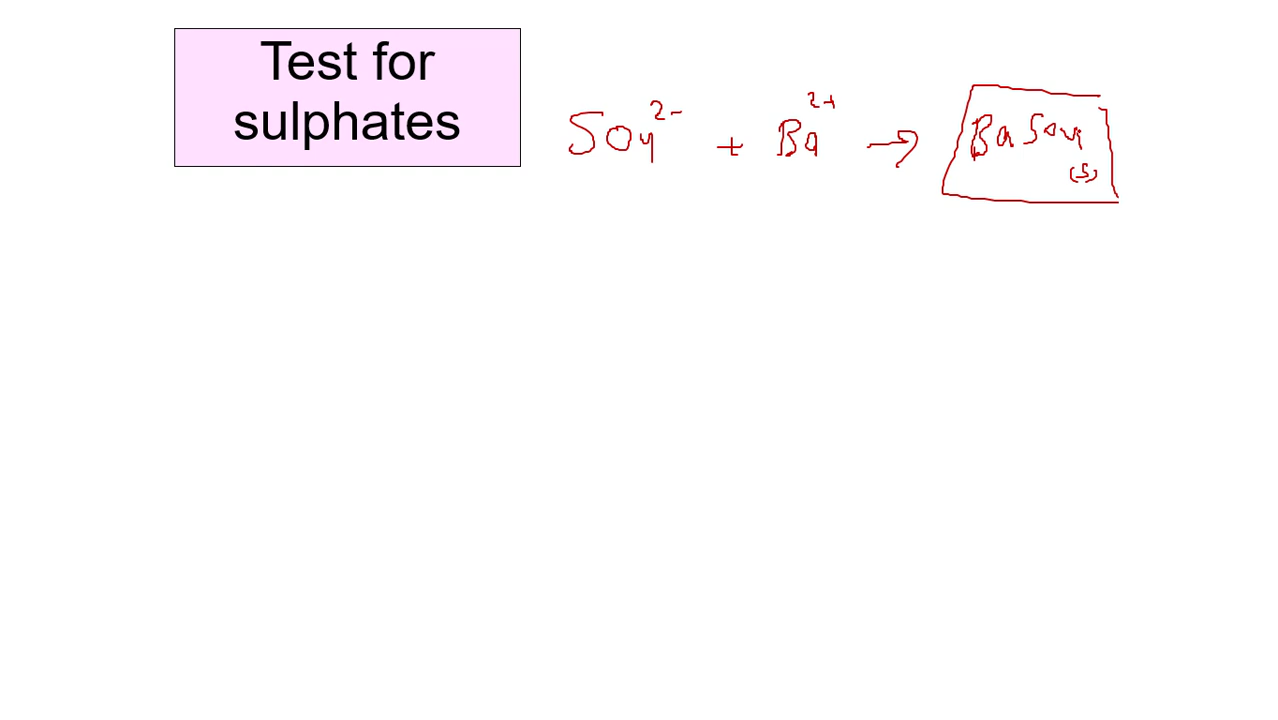 Test for
sulphates
SO4 2- + Ba 2+ → BaSO4 (s)